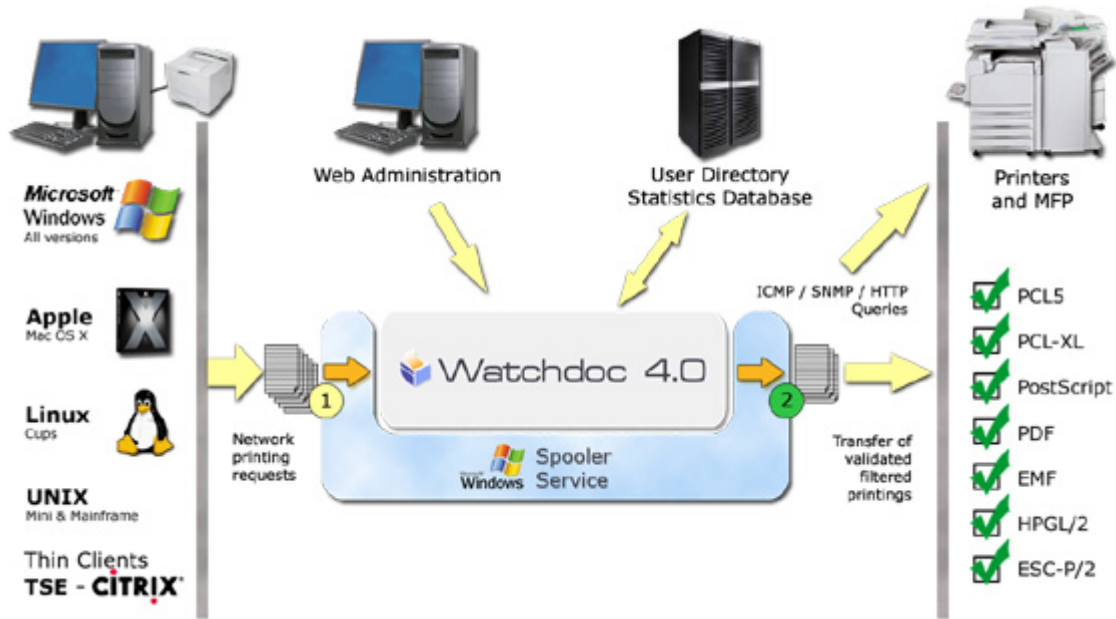 Web Administration
User Directory
Statistics Database
Printers
and MFP
Microsoft
Windows
All versions
Apple
Mac OS X
Linux
Cups
UNIX
Mini & Mainframe
Thin Clients
TSE - CITRIX
Network
printing
requests
1
Watchdoc 4.0
Microsoft
Windows
Spooler
Service
2
ICMP / SNMP / HTTP
Queries
Transfer of
validated
filtered
printings
PCL5
PCL-XL
PostScript
PDF
EMF
HPGL/2
ESC-P/2